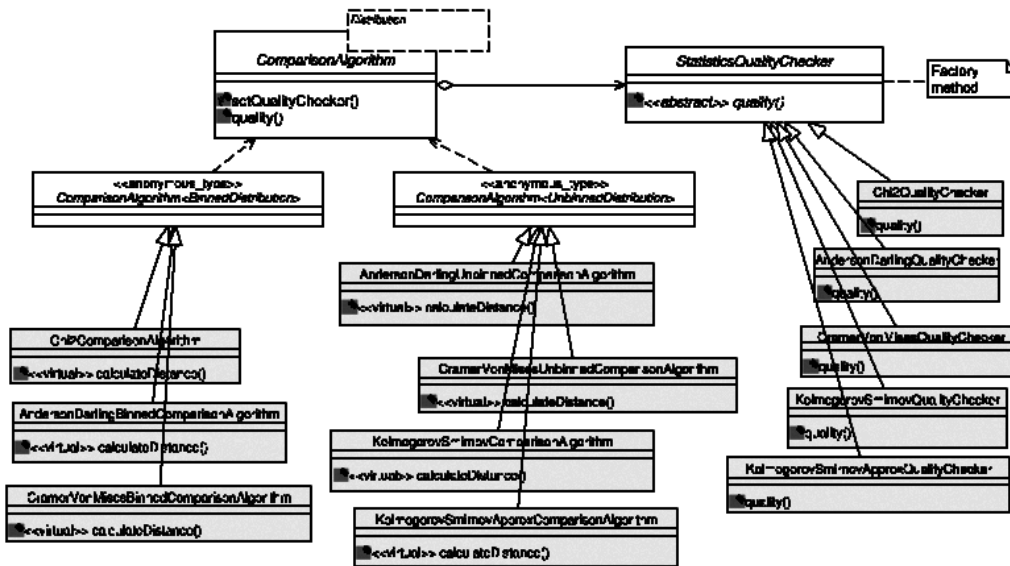 Distribution
ComparisonAlgorithm
setQualityChecker()
quality()
StatisticsQualityChecker
<<abstract>> quality()
Factory
method
<<anonymous_type>>
ComparisonAlgorithm<BinnedDistribution>
<<anonymous_type>>
ComparisonAlgorithm<UnbinnedDistribution>
Chi2QualityChecker
quality()
AndersonDarlingQualityChecker
quality()
AndersonDarlingUnbinnedComparisonAlgorithm
<<virtual>> calculateDistance()
Chi2ComparisonAlgorithm
<<virtual>> calculateDistance()
CramerVonMisesQualityChecker
quality()
CramerVonMisesUnbinnedComparisonAlgorithm
<<virtual>> calculateDistance()
AndersonDarlingBinnedComparisonAlgorithm
<<virtual>> calculateDistance()
KolmogorovSmirnovQualityChecker
quality()
KolmogorovSmirnovComparisonAlgorithm
<<virtual>> calculateDistance()
KolmogorovSmirnovApproxQualityChecker
quality()
CramerVonMisesBinnedComparisonAlgorithm
<<virtual>> calculateDistance()
KolmogorovSmirnovApproxComparisonAlgorithm
<<virtual>> calculateDistance()